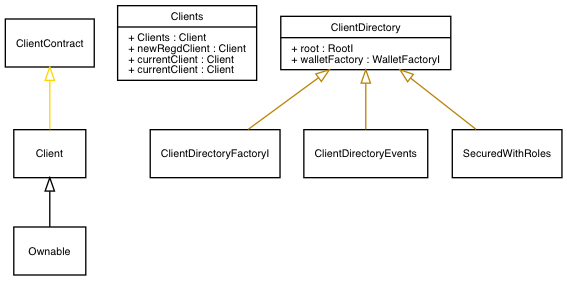 ClientContract
Clients
+ Clients : Client
+ newRegdClient : Client
+ currentClient : Client
+ currentClient : Client
ClientDirectory
+ root : RootI
+ walletFactory : WalletFactoryI
Client
ClientDirectoryFactoryI
ClientDirectoryEvents
SecuredWithRoles
Ownable